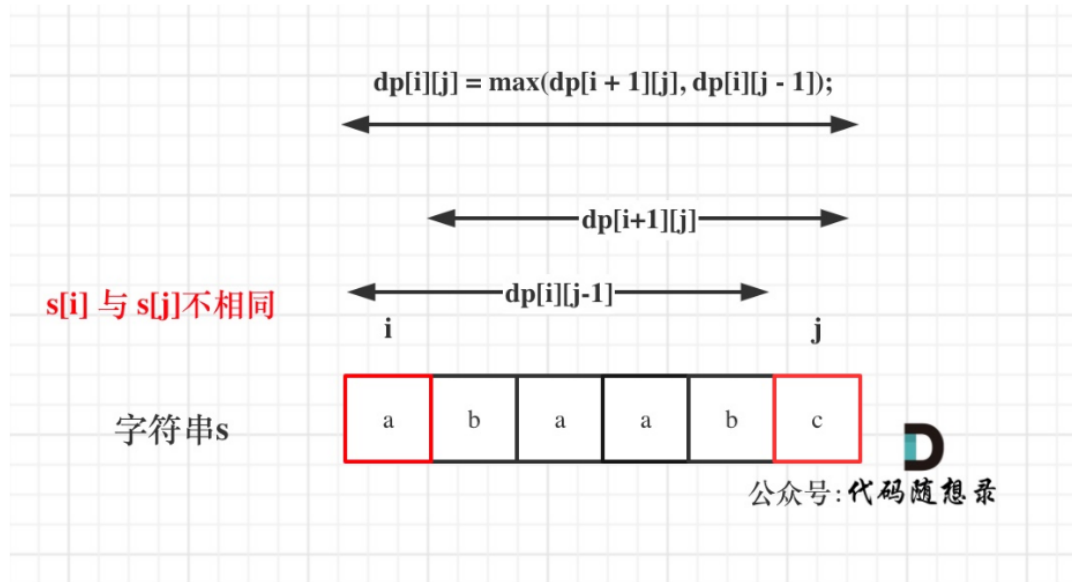 dp[i][j] = max(dp[i + 1][j], dp[i][j - 1]);
dp[i+1][j]
s[i] 与 s[j]不相同
dp[i][j-1]
i
j
字符串s
a
b
a
a
b
c
公众号:代码随想录